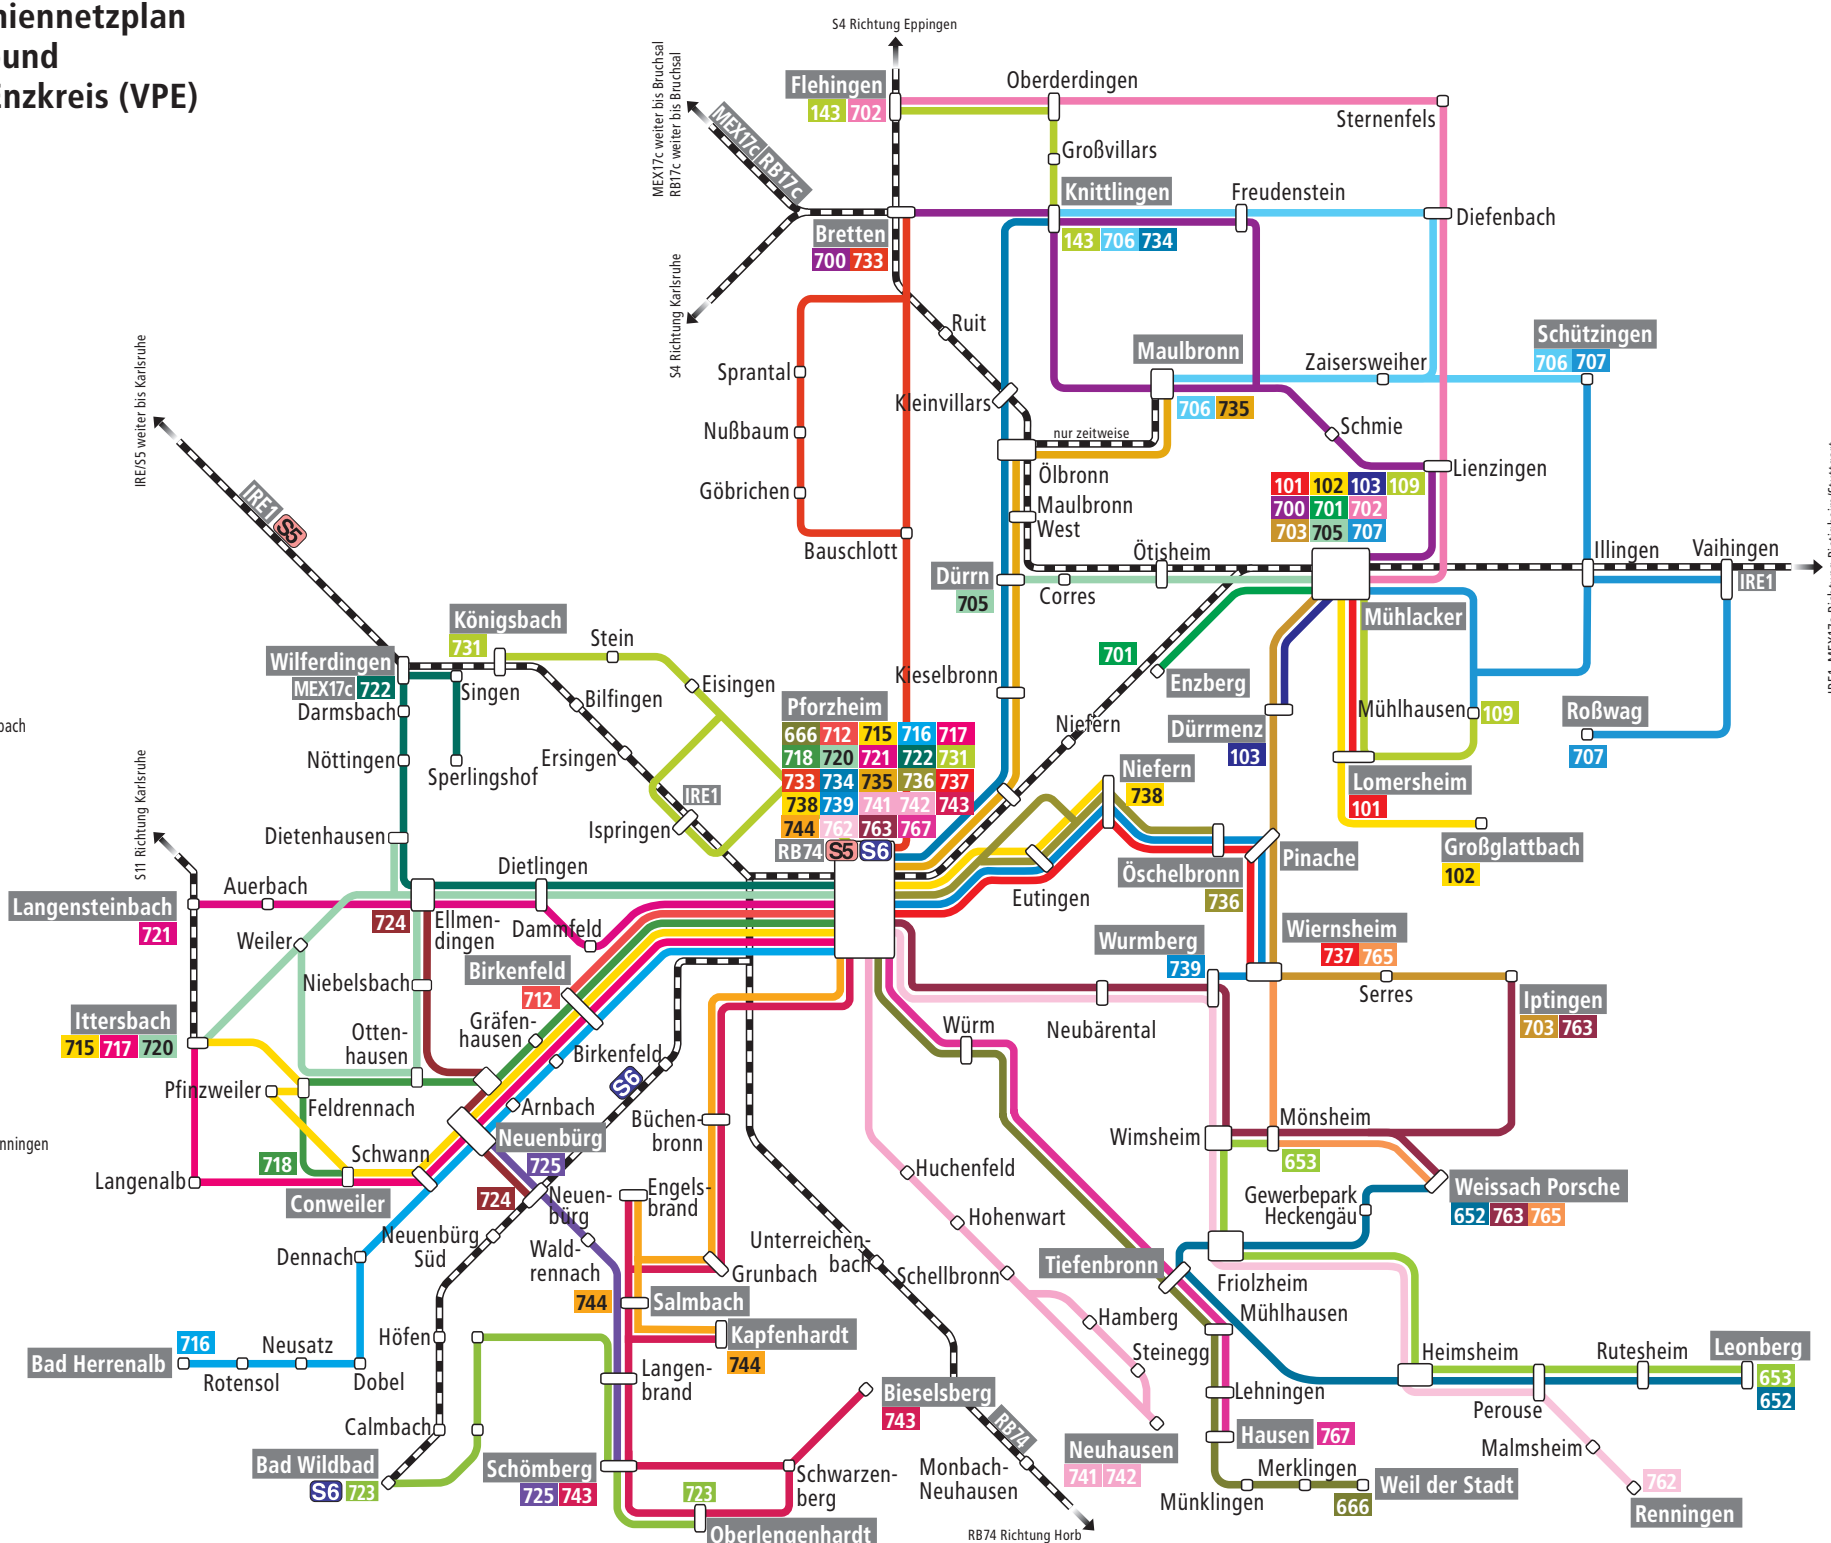 niennetzplan
und
Enzkreis (VPE)
S4 Richtung Eppingen
MEX17c weiter bis Bruchsal
RB17c weiter bis Bruchsal
MEX17c RB17c
Flehingen
143 702
Oberderdingen
Sternenfels
Großvillars
Knittlingen
143 706 734
Freudenstein
Diefenbach
Bretten
700 733
S4 Richtung Karlsruhe
Ruit
Sprantal
Nußbaum
Göbrichen
Bauschlott
Kleinvillars
Maulbronn
706 735
nur zeitweise
Zaisersweiher
Schützingen
706 707
Schmie
Lienzingen
Ölbronn
Maulbronn
West
101 102 103 109
700 701 702
703 705 707
Ötisheim
Dürrn
705
Corres
Illingen
Vaihingen
IRE1
Mühlacker
IRE/S5 weiter bis Karlsruhe
IRE1 S5
Königsbach
731
Stein
Wilferdingen
MEX17c 722
Singen
Eisingen
Bilfingen
Darmsbach
Nöttingen
Sperlingshof
Ersingen
IRE1
Ispringen
Kieselbronn
701
Enzberg
Niefern
Dürrmenz
103
Mühlhausen
109
Roßwag
707
Lomersheim
101
Großglattbach
102
Pforzheim
666 712 715 716 717
718 720 721 722 731
733 734 735 736 737
738 739 741 742 743
744 762 763 767
RB74 S5 S6
Niefern
738
Eutingen
Öschelbronn
736
Pinache
bach
S11 Richtung Karlsruhe
Dietenhausen
Dietlingen
Auerbach
Langensteinbach
721
724
Ellmen-
dingen
Dammfeld
Weiler
Birkenfeld
712
Niebelsbach
Wurmberg
739
Wiernsheim
737 765
Serres
Iptingen
703 763
Ittersbach
715 717 720
Otten-
hausen
Gräfen-
hausen
Birkenfeld
S6
Würm
Neubärental
Pfinzweiler
Feldrennach
Arnbach
Büchen-
bronn
Neuenbürg
725
Schwann
718
Conweiler
Langenalb
nningen
724
Neuen-
bürg
Engels-
brand
Huchenfeld
Wimsheim
Mönsheim
653
Weissach Porsche
652 763 765
Gewerbepark
Heckengäu
Hohenwart
Dennach
Neuenbürg
Süd
Wald-
rennach
Unterreichen-
bach
Grunbach
Schellbronn
Tiefenbronn
Friolzheim
Mühlhausen
744
Salmbach
Hamberg
Kapfenhardt
744
716
Bad Herrenalb
Rotensol
Neusatz
Dobel
Höfen
Steinegg
Heimsheim
Rutesheim
Leonberg
653
652
Langen-
brand
Bieselsberg
743
Lehningen
Perouse
Calmbach
RB74
Neuhausen
741 742
Hausen 767
Malmsheim
Bad Wildbad
S6 723
Schömberg
725 743
723
Schwarzen-
berg
Monbach-
Neuhausen
Merklingen
Münklingen
666
Weil der Stadt
762
Renningen
Oberlengenhardt
RB74 Richtung Horb